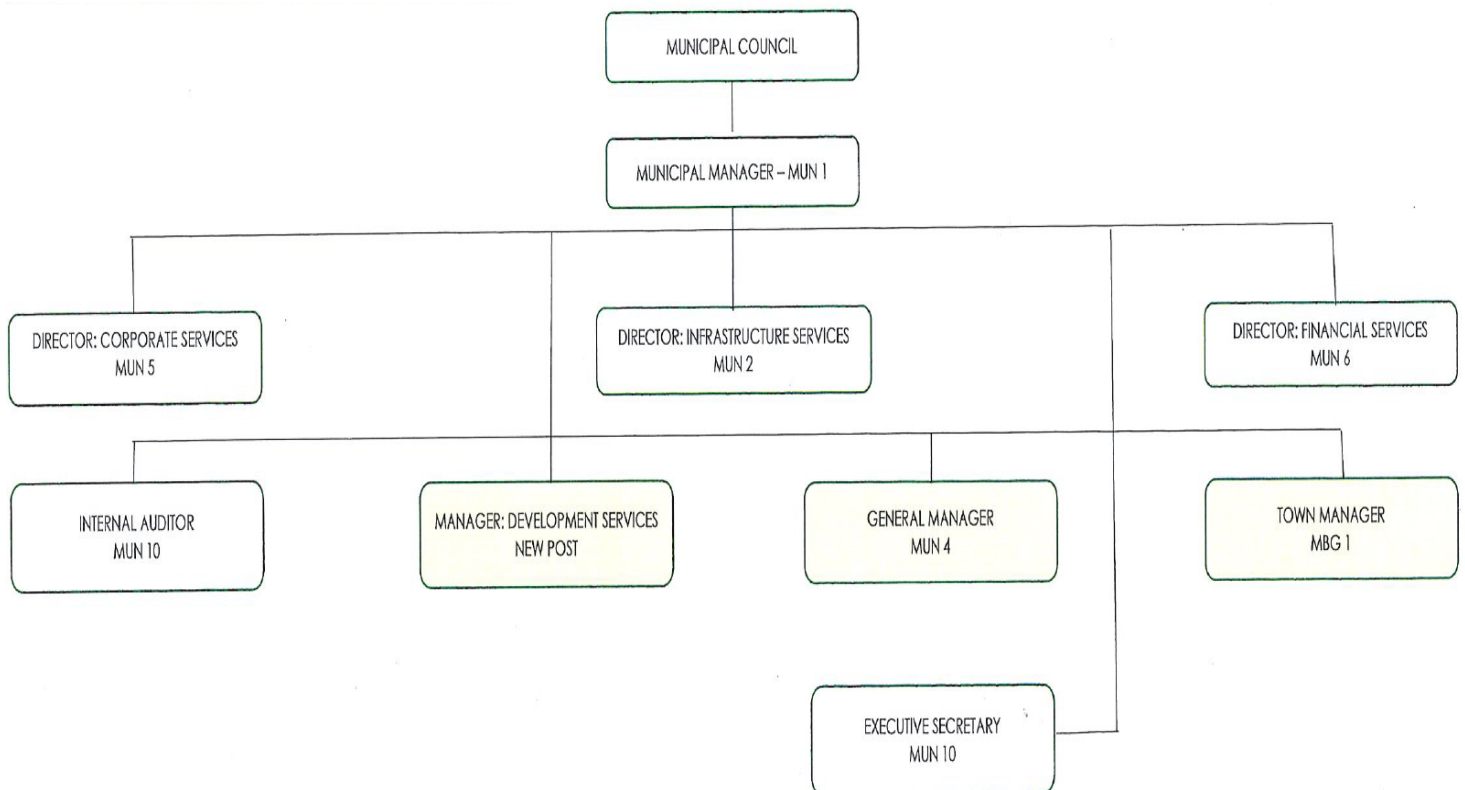 MUNICIPAL COUNCIL
MUNICIPAL MANAGER – MUN 1
DIRECTOR: CORPORATE SERVICES
MUN 5
DIRECTOR: INFRASTRUCTURE SERVICES
MUN 2
DIRECTOR: FINANCIAL SERVICES
MUN 6
INTERNAL AUDITOR
MUN 10
MANAGER: DEVELOPMENT SERVICES
NEW POST
GENERAL MANAGER
MUN 4
TOWN MANAGER
MBG 1
EXECUTIVE SECRETARY
MUN 10